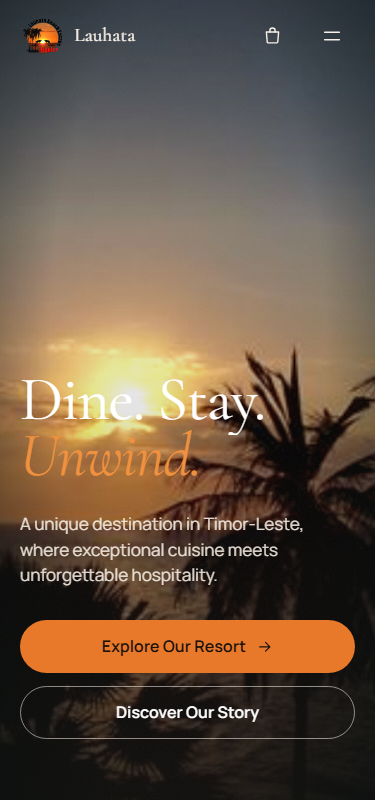 Lauhata
Dine. Stay.
Unwind.
A unique destination in Timor-Leste,
where exceptional cuisine meets
unforgettable hospitality.
Explore Our Resort →
Discover Our Story